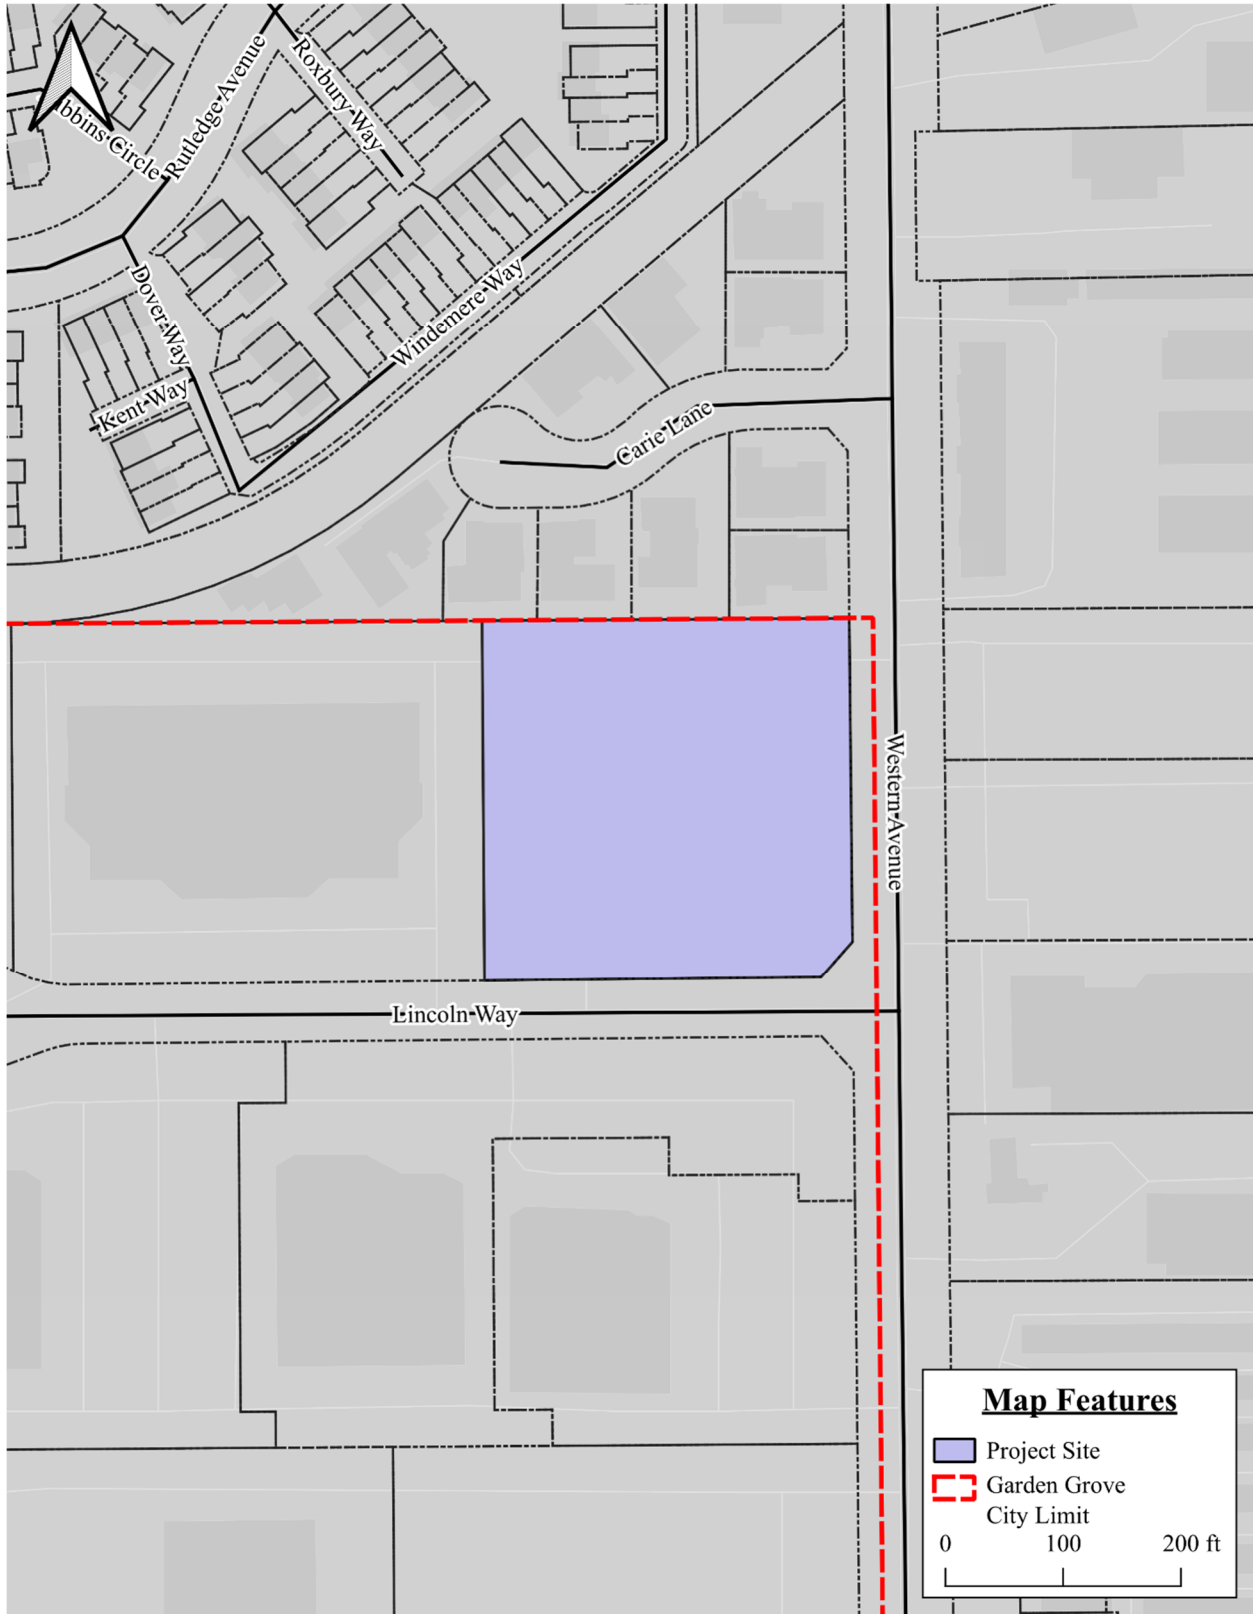 Roxbury Way
Rutledge Avenue
bbins Circle
Dover Way
Windemere Way
Kent Way
Carie Lane
Western Avenue
Lincoln Way
Map Features
Project Site
Garden Grove
City Limit
0 100 200 ft